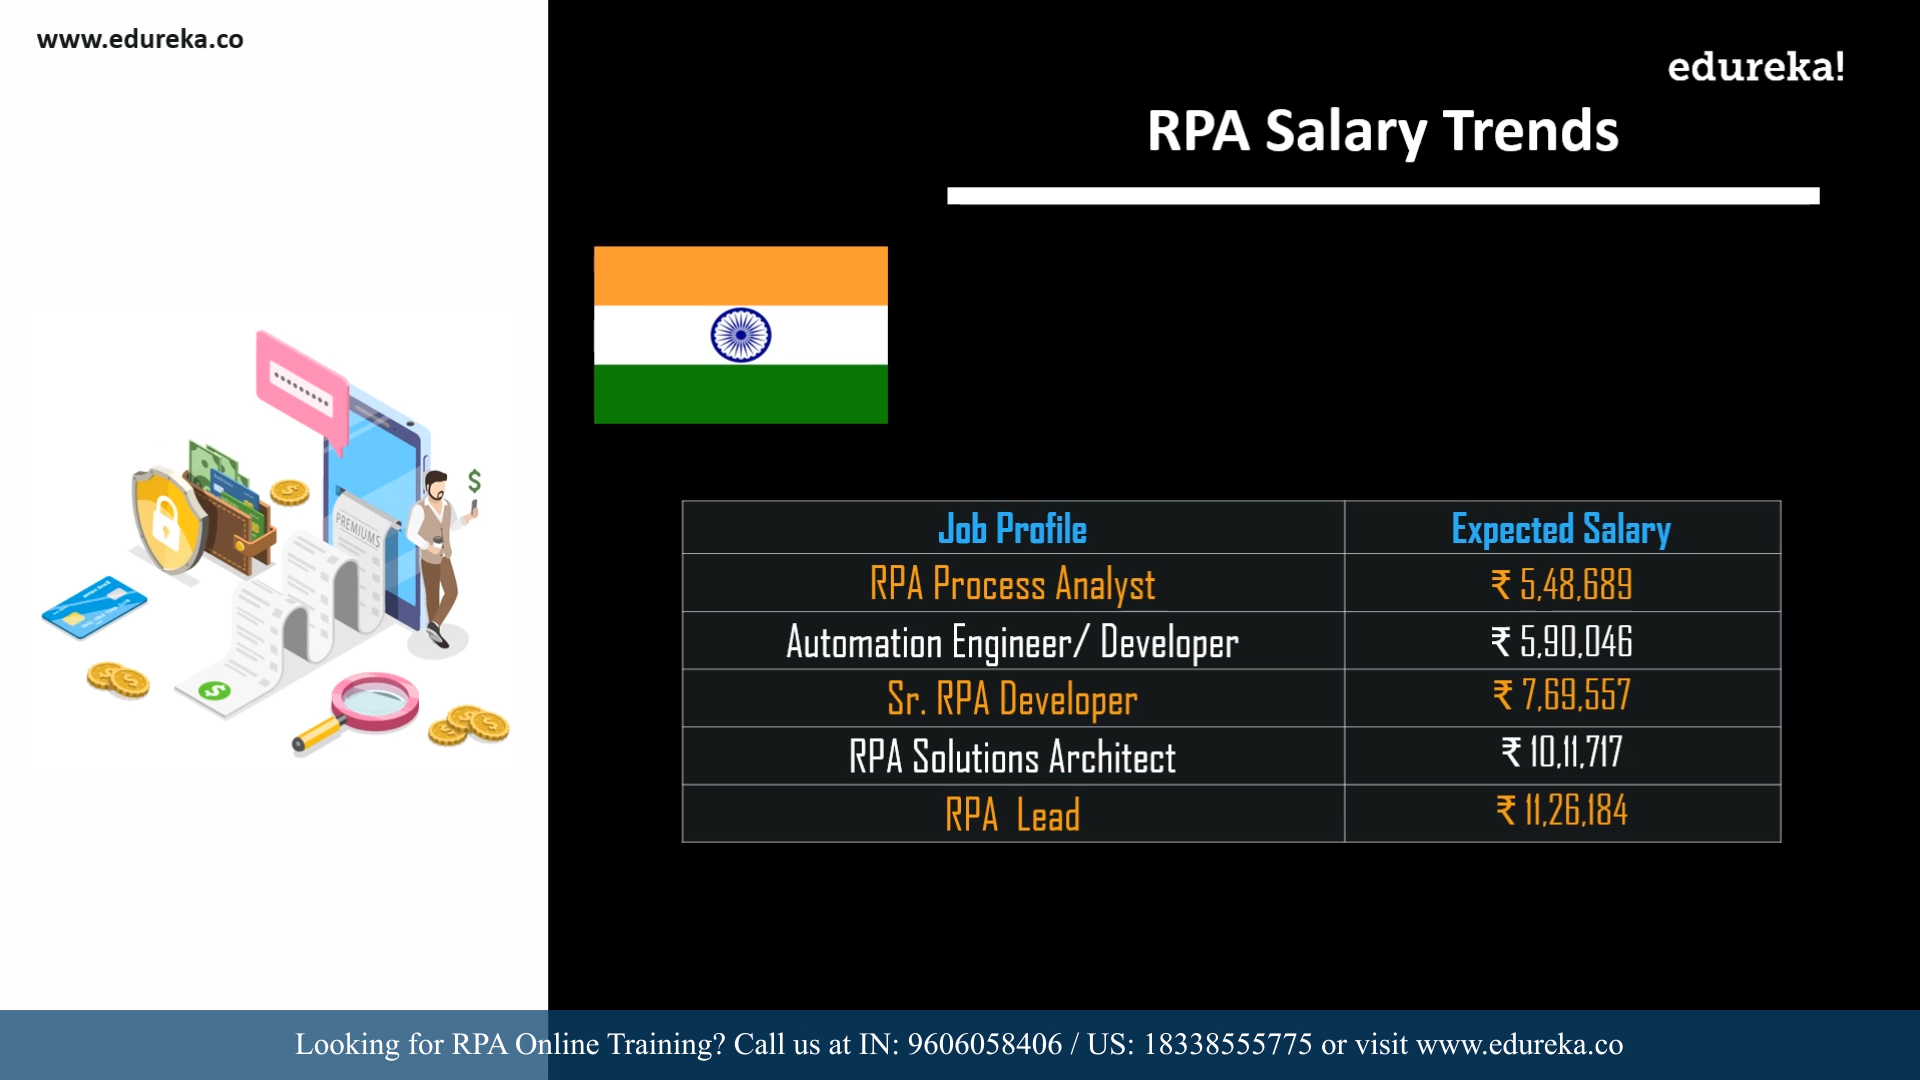 www.edureka.co
edureka!
RPA Salary Trends
PREMIUMS
$
Job Profile Expected Salary
RPA Process Analyst ₹ 5,48,689
Automation Engineer/ Developer ₹ 5,90,046
Sr. RPA Developer ₹ 7,69,557
RPA Solutions Architect ₹ 10,11,717
RPA Lead ₹ 11,26,184
Looking for RPA Online Training? Call us at IN: 9606058406 / US: 18338555775 or visit www.edureka.co